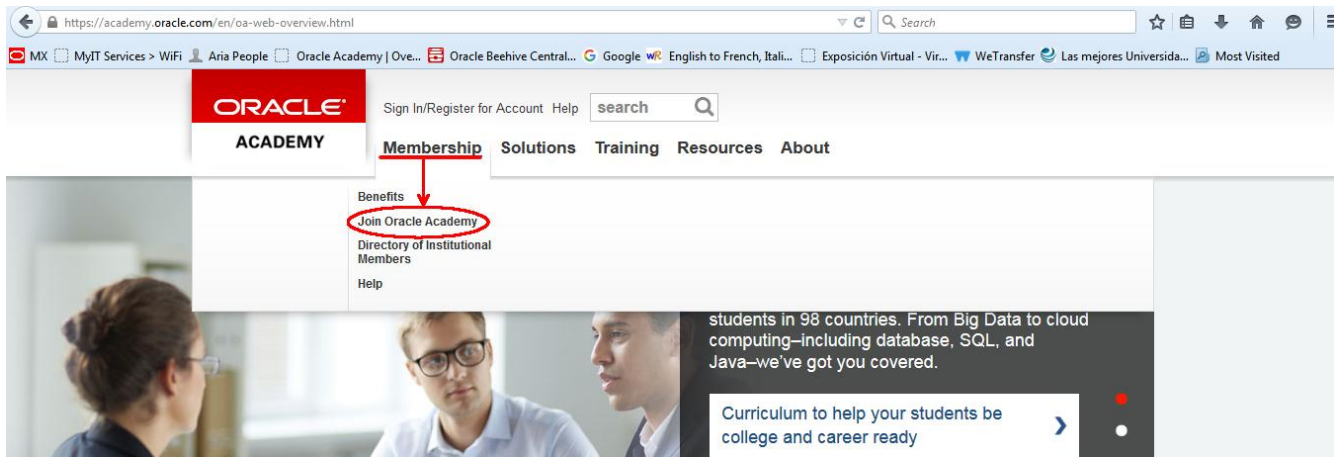 https://academy.oracle.com/en/oa-web-overview.html
Search
MX MyIT Services > WiFi Aria People Oracle Academy | Ove... Oracle Beehive Central... Google wR English to French, Itali... Exposición Virtual - Vir... WeTransfer Las mejores Universida... Most Visited
ORACLE
ACADEMY
Sign In/Register for Account Help search
Membership Solutions Training Resources About
Benefits
Join Oracle Academy
Directory of Institutional
Members
Help
students in 98 countries. From Big Data to cloud
computing–including database, SQL, and
Java–we've got you covered.
Curriculum to help your students be
college and career ready